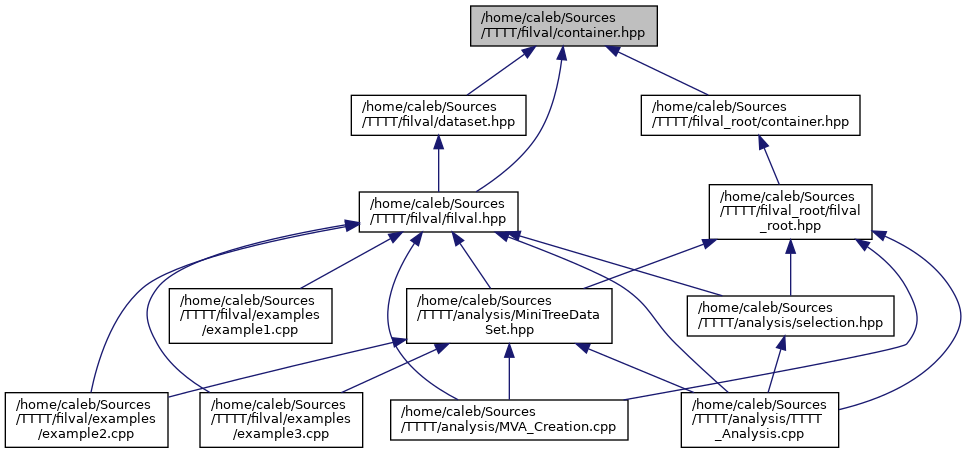 /home/caleb/Sources
/TTTT/filval/container.hpp
/home/caleb/Sources
/TTTT/filval/dataset.hpp
/home/caleb/Sources
/TTTT/filval_root/container.hpp
/home/caleb/Sources
/TTTT/filval/filval.hpp
/home/caleb/Sources
/TTTT/filval_root/filval
_root.hpp
/home/caleb/Sources
/TTTT/filval/examples
/example1.cpp
/home/caleb/Sources
/TTTT/analysis/MiniTreeData
Set.hpp
/home/caleb/Sources
/TTTT/analysis/selection.hpp
/home/caleb/Sources
/TTTT/filval/examples
/example2.cpp
/home/caleb/Sources
/TTTT/filval/examples
/example3.cpp
/home/caleb/Sources
/TTTT/analysis/MVA_Creation.cpp
/home/caleb/Sources
/TTTT/analysis/TTTT
_Analysis.cpp